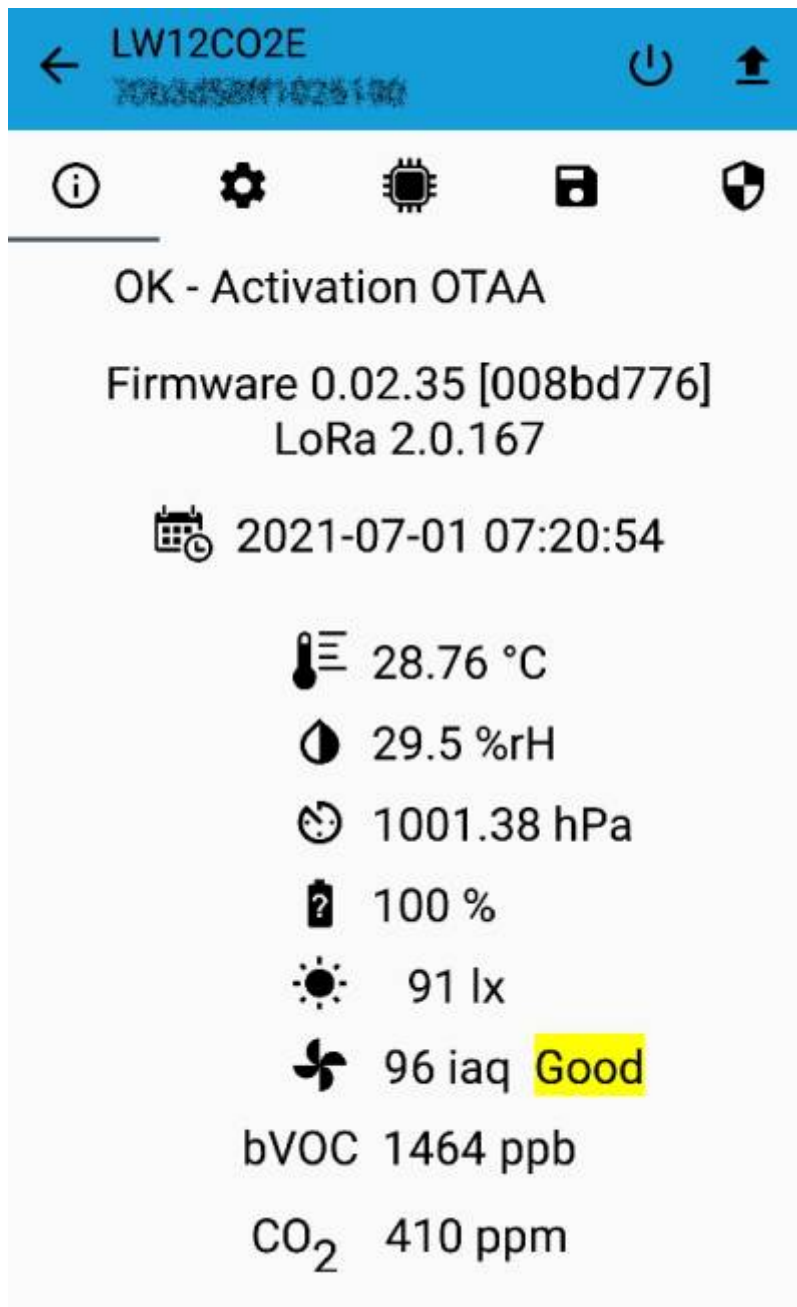 LW12CO2E
OK - Activation OTAA
Firmware 0.02.35 [008bd776]
LoRa 2.0.167
2021-07-01 07:20:54
28.76 °C
29.5 %rH
1001.38 hPa
100 %
91 lx
96 iaq Good
bVOC 1464 ppb
CO₂ 410 ppm